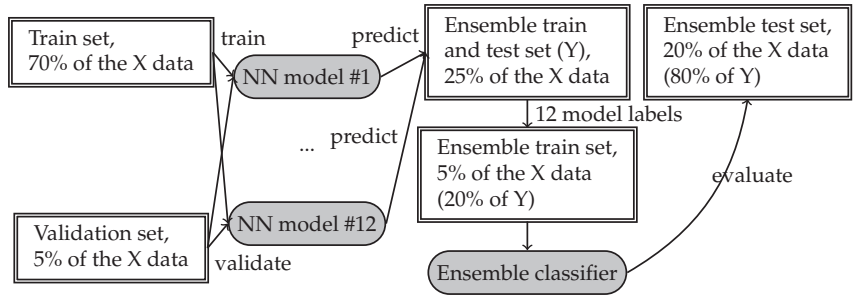 Train set,
70% of the X data
train
NN model #1
predict
Ensemble train
and test set (Y),
25% of the X data
Ensemble test set,
20% of the X data
(80% of Y)
12 model labels
...
predict
Ensemble train set,
5% of the X data
(20% of Y)
evaluate
Validation set,
5% of the X data
NN model #12
validate
Ensemble classifier